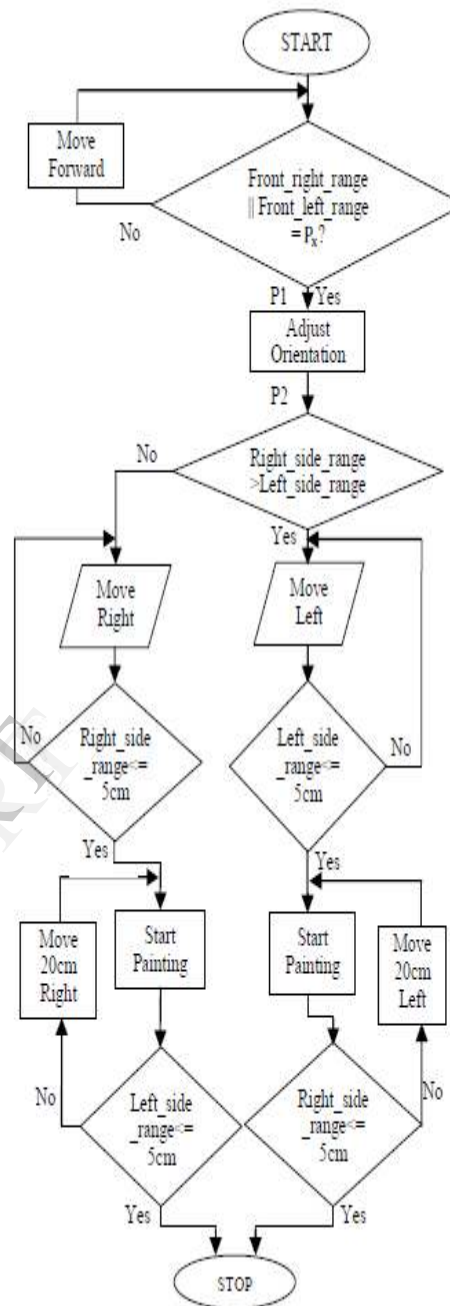 START
Move
Forward
Front_right_range
|| Front_left_range
= Pₓ?
No
P1 Yes
Adjust
Orientation
P2
No
Right_side_range
>Left_side_range
Yes
Move
Right
Move
Left
No
Right_side
_range<=
5cm
Left_side
_range<=
5cm
No
Yes
Yes
Move
20cm
Right
Start
Painting
Start
Painting
Move
20cm
Left
No
Left_side
_range<=
5cm
Right_side
_range<=
5cm
No
Yes
Yes
STOP